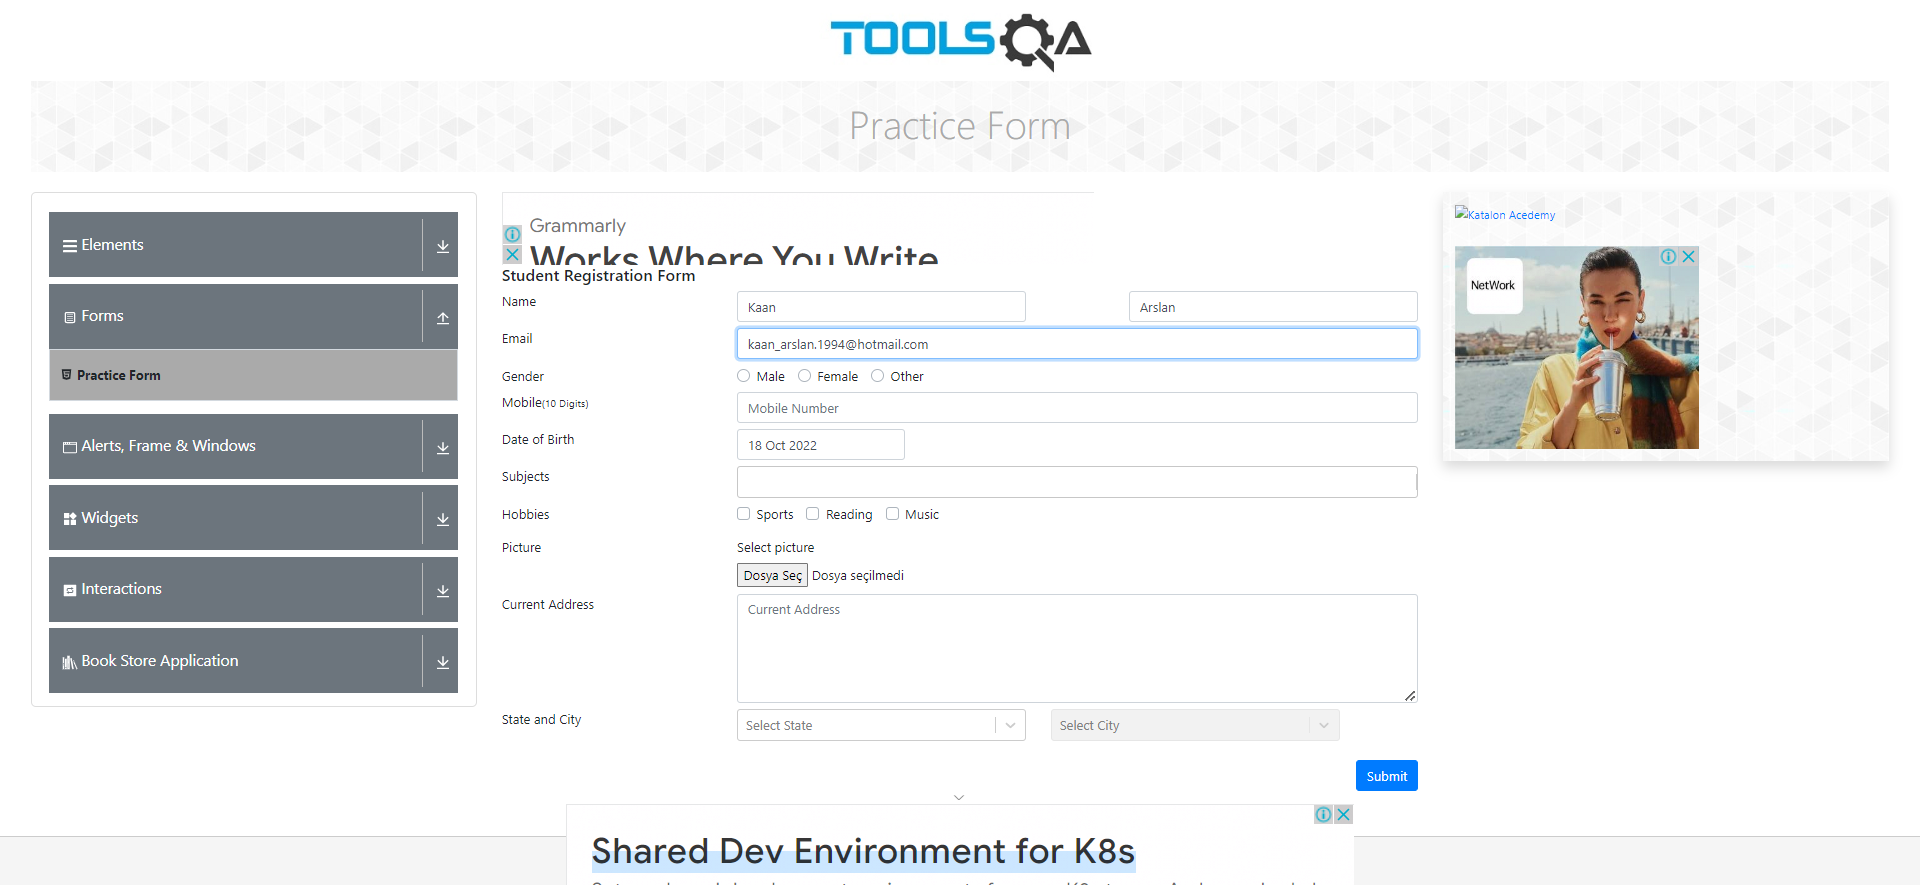 TOOLSQA
Practice Form
Elements
Forms
Practice Form
Alerts, Frame & Windows
Widgets
Interactions
Book Store Application
Grammarly
Works Where You Write
Student Registration Form
Name
Kaan
Arslan
Email
kaan_arslan.1994@hotmail.com
Gender
Male
Female
Other
Mobile(10 Digits)
Mobile Number
Date of Birth
18 Oct 2022
Subjects
Hobbies
Sports
Reading
Music
Picture
Select picture
Dosya Seç
Dosya seçilmedi
Current Address
Current Address
State and City
Select State
Select City
Submit
Katalon Acedemy
NetWork
Shared Dev Environment for K8s